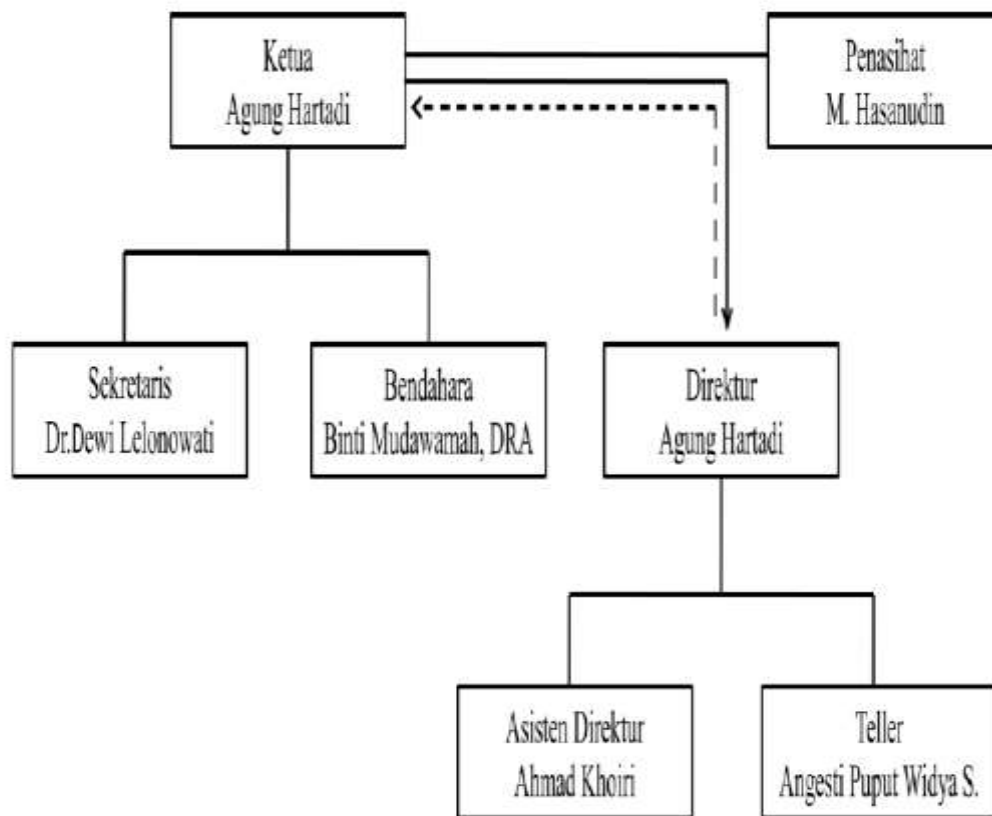 Ketua
Agung Hartadi
Penasihat
M. Hasanudin
Sekretaris
Dr.Dewi Lelonowati
Bendahara
Binti Mudawamah, DRA
Direktur
Agung Hartadi
Asisten Direktur
Ahmad Khoiri
Teller
Angesti Puput Widya S.